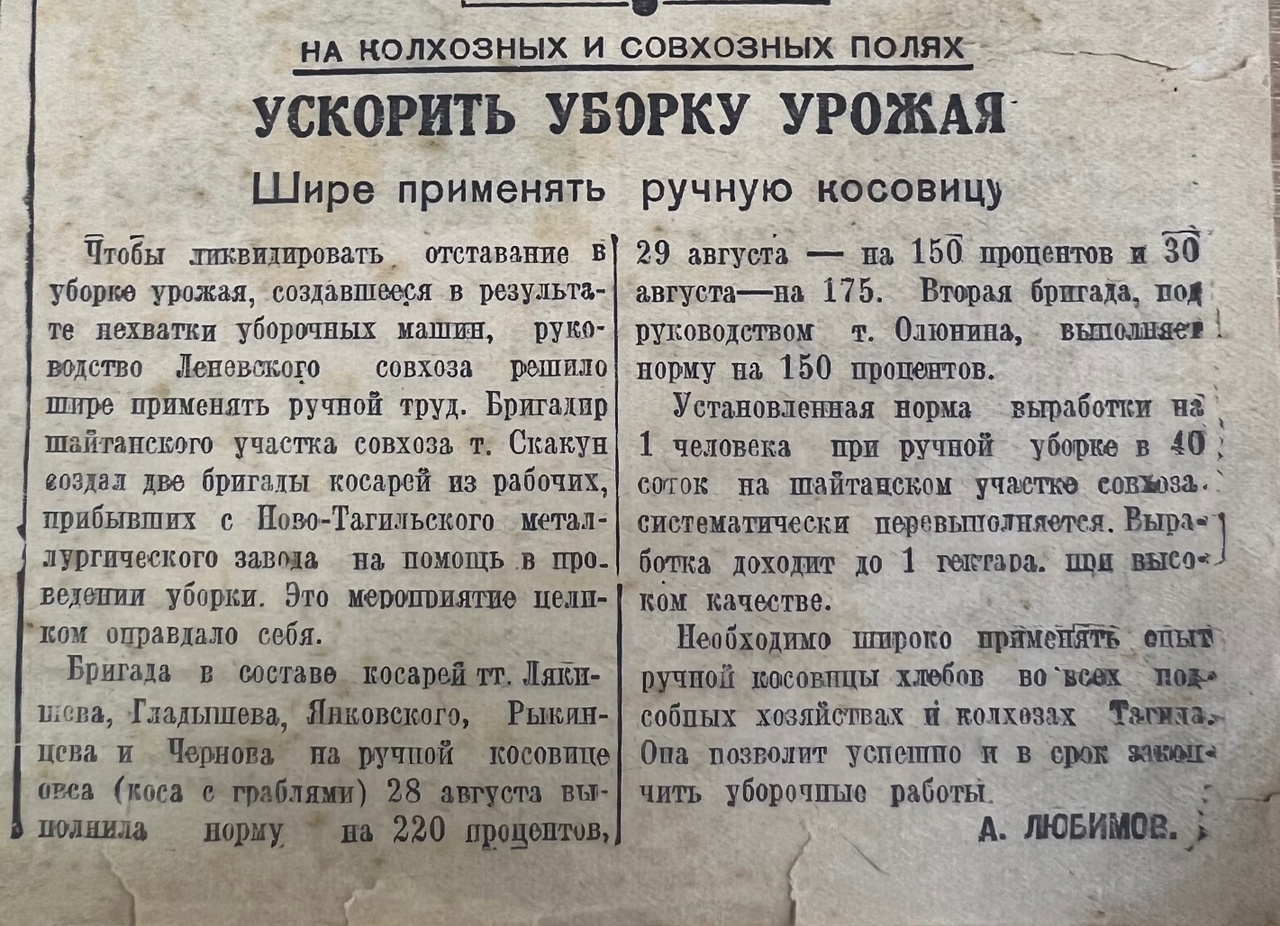 НА КОЛХОЗНЫХ И СОВХОЗНЫХ ПОЛЯХ
УСКОРИТЬ УБОРКУ УРОЖАЯ
Шире применять ручную косовицу
Чтобы ликвидировать отставание в
уборке урожая, создавшееся в результа-
те нехватки уборочных машин, руко-
водство Леневского совхоза решило
шире применять ручной труд. Бригадир
шайтанского участка совхоза т. Скакун
создал две бригады косарей из рабочих,
прибывших с Ново-Тагильского метал-
лургического завода на помощь в про-
ведении уборки. Это мероприятие цели-
ком оправдало себя.
Бригада в составе косарей тт. Ляки-
шева, Гладышева, Янковского, Рыкин-
цева и Чернова на ручной косовице
овса (коса с граблями) 28 августа вы-
полнила норму на 220 процентов,
29 августа — на 150 процентов и 30
августа—на 175. Вторая бригада, под
руководством т. Олюнина, выполняет
норму на 150 процентов.
Установленная норма выработки на
1 человека при ручной уборке в 40
соток на шайтанском участке совхоза.
систематически перевыполняется. Выра-
ботка доходит до 1 гектара. при высо-
ком качестве.
Необходимо широко применять опыт
ручной косовицы хлебов во всех под-
собных хозяйствах и колхозах Тагила.
Она позволит успешно и в срок закон-
чить уборочные работы.
А. ЛЮБИМОВ.